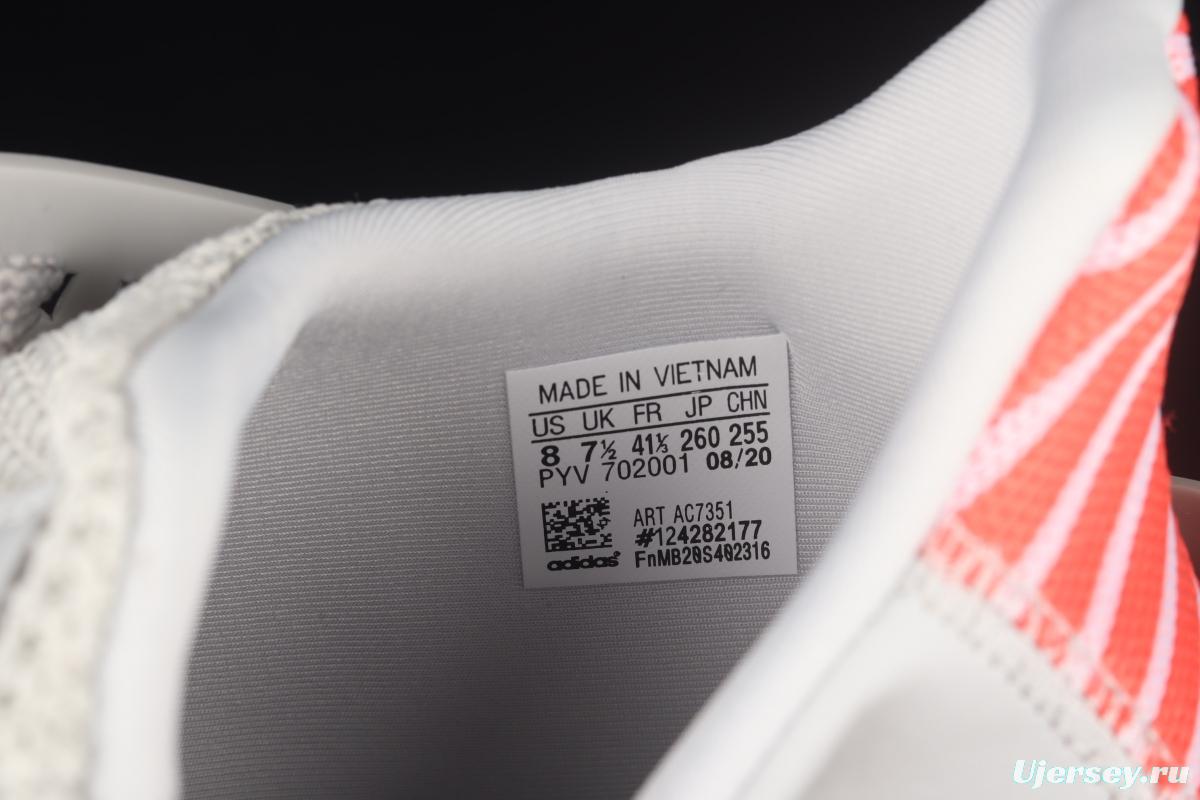 MADE IN VIETNAM
US UK FR JP CHN
8 7½ 41⅓ 260 255
PYV 702001 08/20
ART AC7351
#124282177
FnMB20S402316
adidas
Ujersey.ru